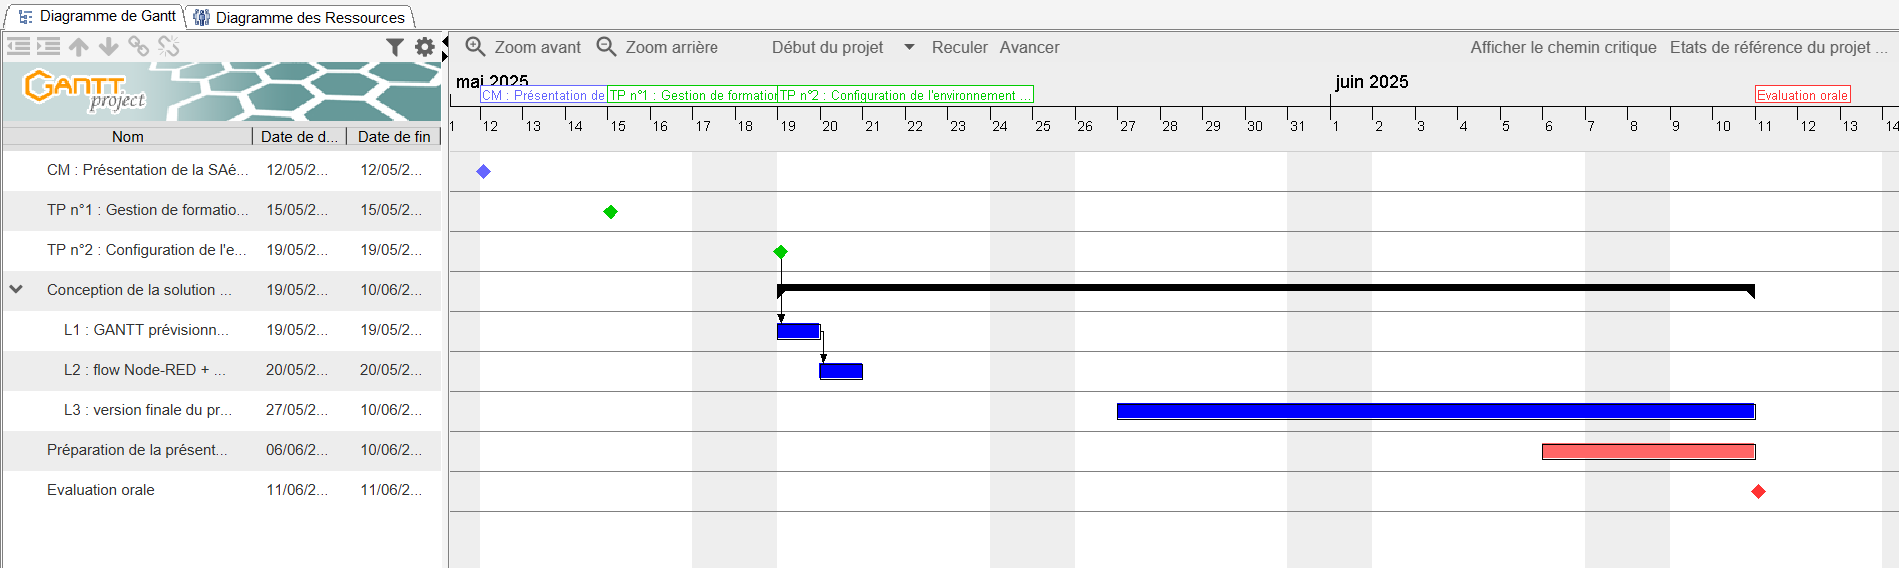 Diagramme de Gantt
Diagramme des Ressources
Zoom avant
Zoom arrière
Début du projet
Reculer
Avancer
Afficher le chemin critique
Etats de référence du projet ...
GANTT
project
mai 2025
juin 2025
CM : Présentation de
TP n°1 : Gestion de formation
TP n°2 : Configuration de l'environnement ...
Evaluation orale
1 12 13 14 15 16 17 18 19 20 21 22 23 24 25 26 27 28 29 30 31 1 2 3 4 5 6 7 8 9 10 11 12 13 14
Nom Date de d... Date de fin
CM : Présentation de la SAé... 12/05/2... 12/05/2...
TP n°1 : Gestion de formatio... 15/05/2... 15/05/2...
TP n°2 : Configuration de l'e... 19/05/2... 19/05/2...
Conception de la solution ... 19/05/2... 10/06/2...
L1 : GANTT prévisionn... 19/05/2... 19/05/2...
L2 : flow Node-RED + ... 20/05/2... 20/05/2...
L3 : version finale du pr... 27/05/2... 10/06/2...
Préparation de la présent... 06/06/2... 10/06/2...
Evaluation orale 11/06/2... 11/06/2...